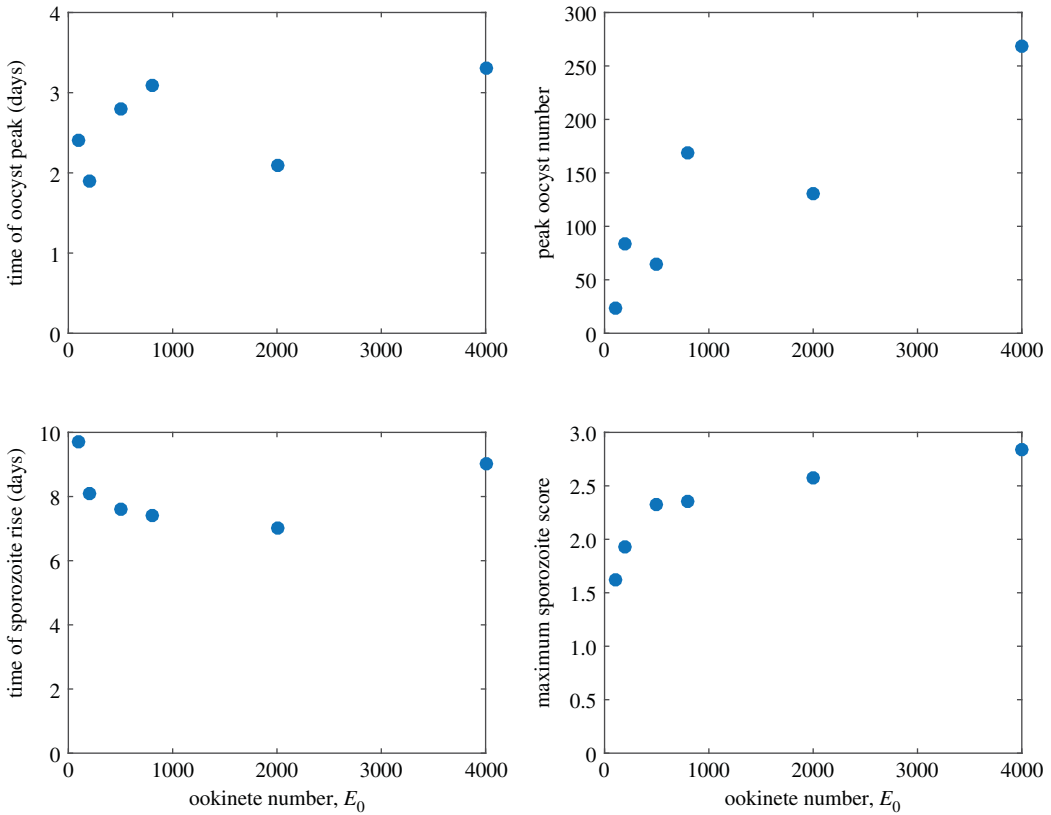 time of oocyst peak (days)
4
3
2
1
0
0 1000 2000 3000 4000
peak oocyst number
300
250
200
150
100
50
0
0 1000 2000 3000 4000
time of sporozoite rise (days)
10
8
6
4
2
0
0 1000 2000 3000 4000
ookinete number, E0
maximum sporozoite score
3.0
2.5
2.0
1.5
1.0
0.5
0
0 1000 2000 3000 4000
ookinete number, E0